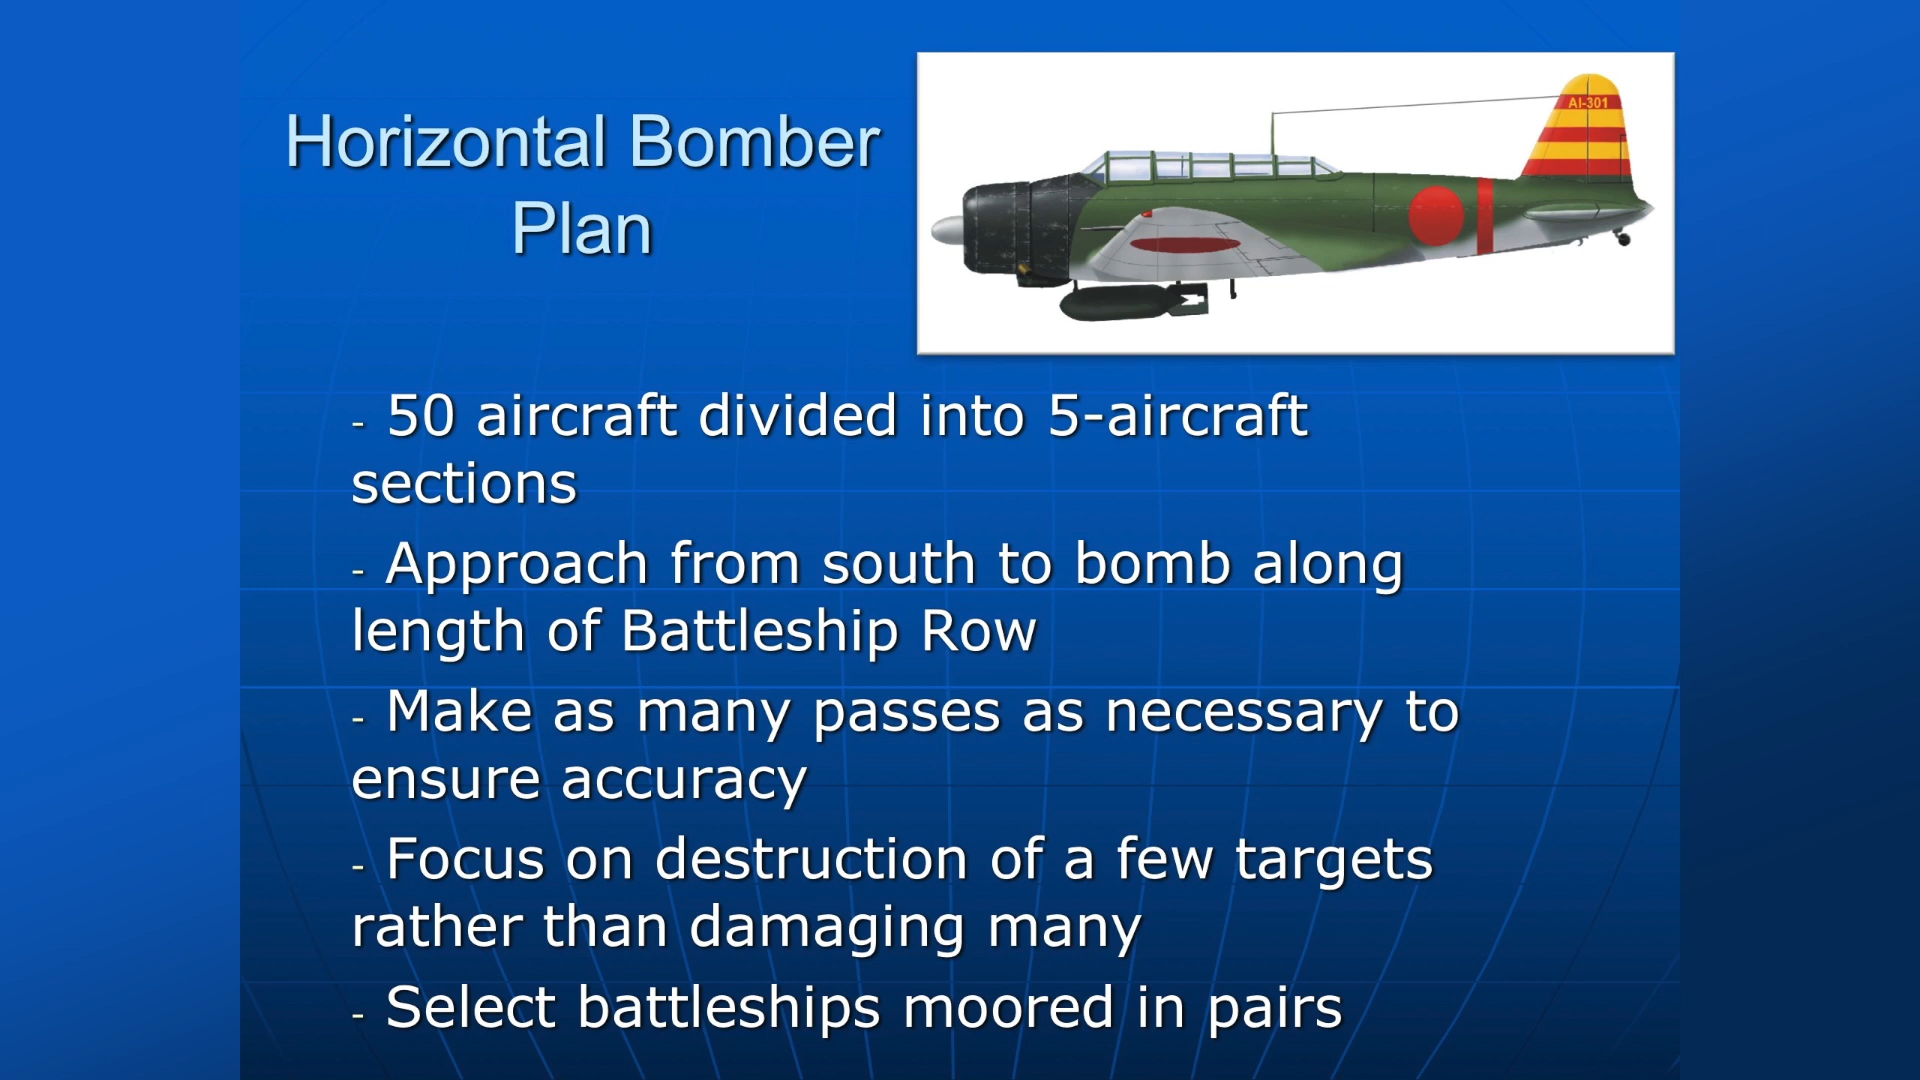 Horizontal Bomber
Plan
AI-301
- 50 aircraft divided into 5-aircraft
sections
- Approach from south to bomb along
length of Battleship Row
- Make as many passes as necessary to
ensure accuracy
- Focus on destruction of a few targets
rather than damaging many
- Select battleships moored in pairs